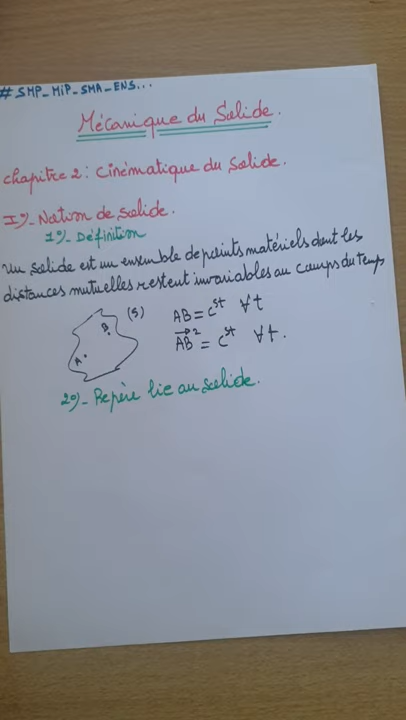 #SMP_MIP_SMA_ENS...
Mécanique du Solide.
chapitre 2: Cinématique du Solide.
I°)- Notion de solide.
1°)- Définition
Un solide est un ensemble de points matériels dont les
distances mutuelles restent invariables au cours du temps
(S)
B
A
AB = Cst ∀t
AB² = Cst ∀t.
2°)- Repère lié au solide.